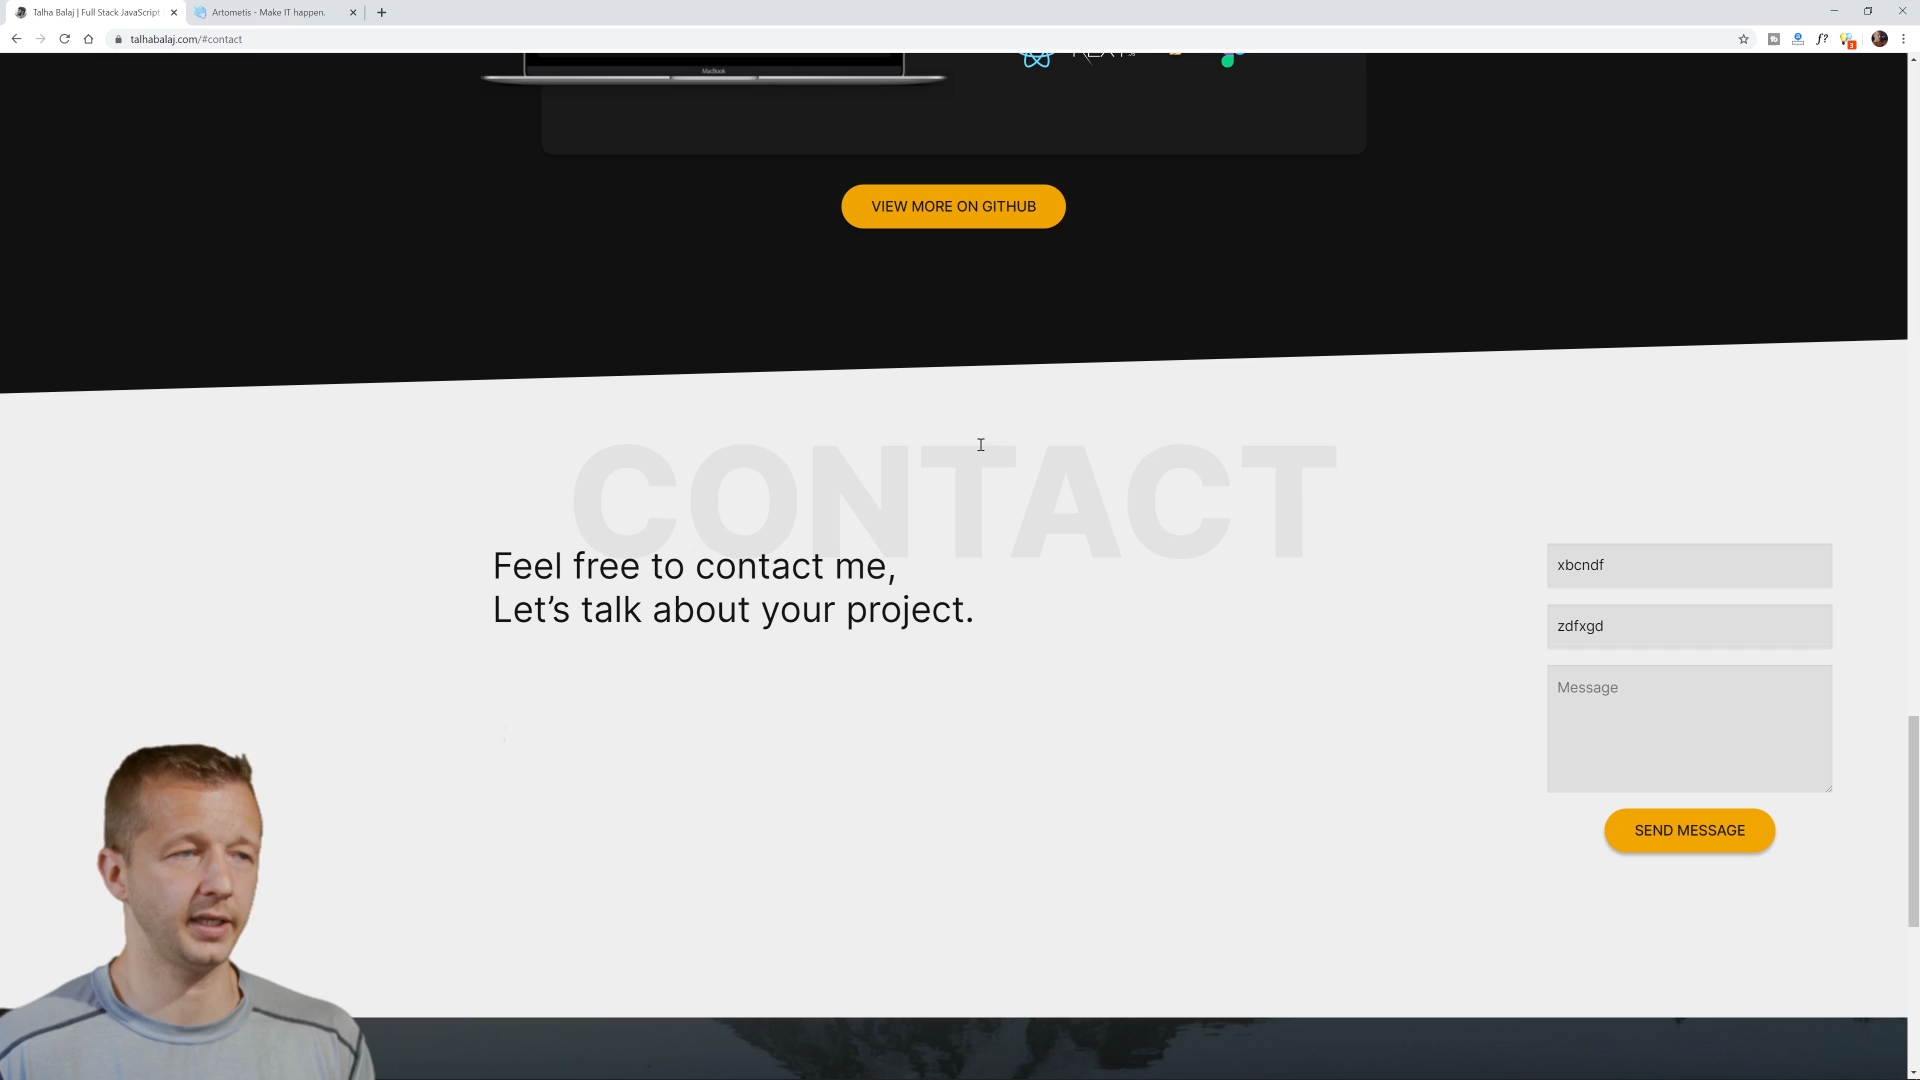 Talha Balaj | Full Stack JavaScript
Artometis - Make IT happen.
talhabalaj.com/#contact
MacBook
VIEW MORE ON GITHUB
CONTACT
Feel free to contact me,
Let's talk about your project.
xbcndf
zdfxgd
Message
SEND MESSAGE